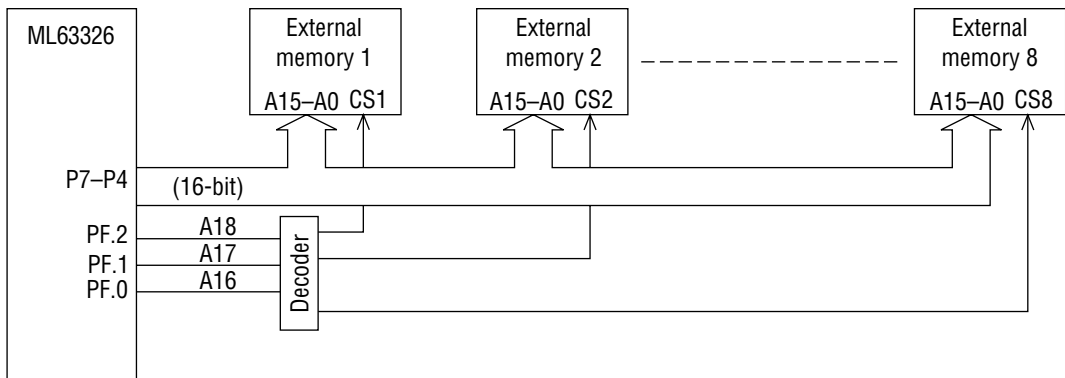 ML63326
External
memory 1
A15–A0 CS1
External
memory 2
A15–A0 CS2
External
memory 8
A15–A0 CS8
P7–P4
(16-bit)
PF.2
A18
PF.1
A17
PF.0
A16
Decoder